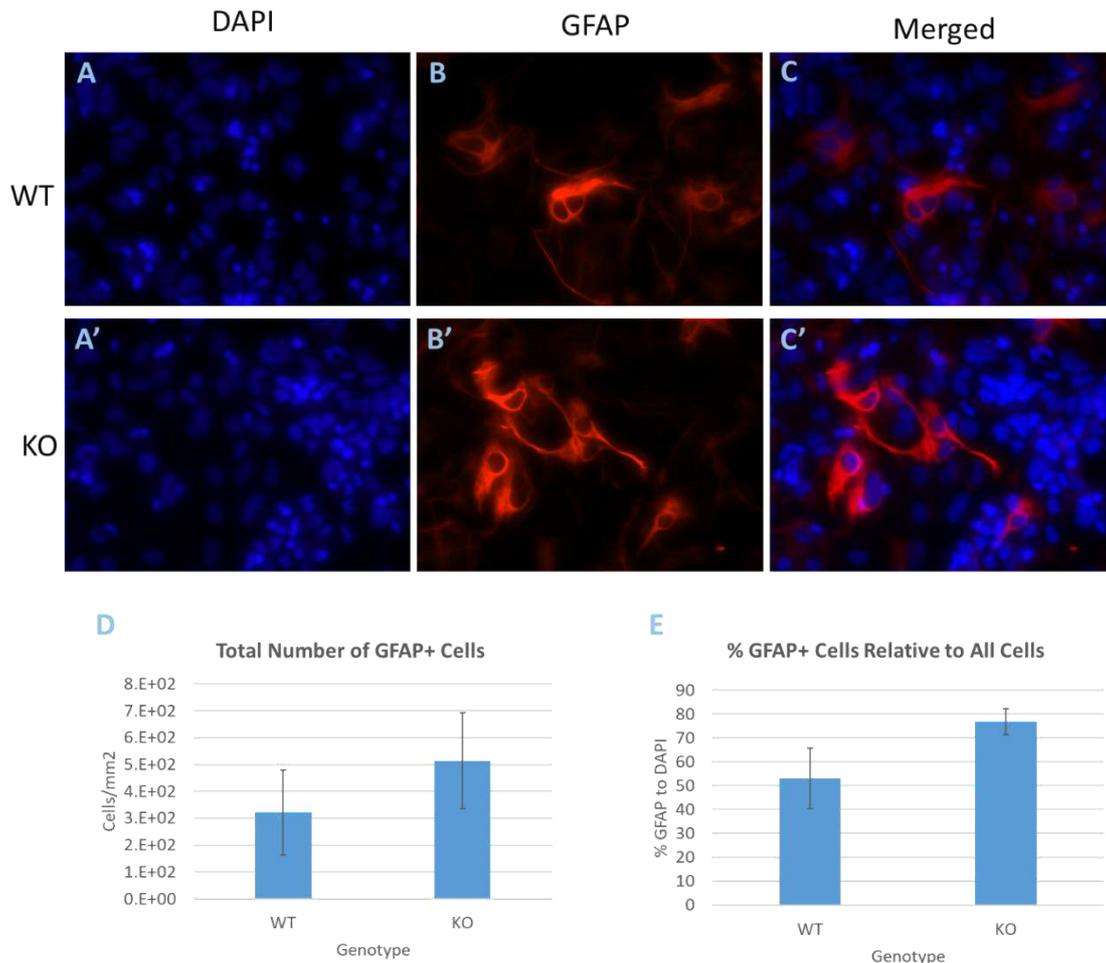 DAPI GFAP Merged
A B C
WT
A' B' C'
KO
D
Total Number of GFAP+ Cells
8.E+02
7.E+02
6.E+02
5.E+02
4.E+02
3.E+02
2.E+02
1.E+02
0.E+00
Cells/mm2
WT KO
Genotype
E
% GFAP+ Cells Relative to All Cells
90
80
70
60
50
40
30
20
10
0
% GFAP to DAPI
WT KO
Genotype